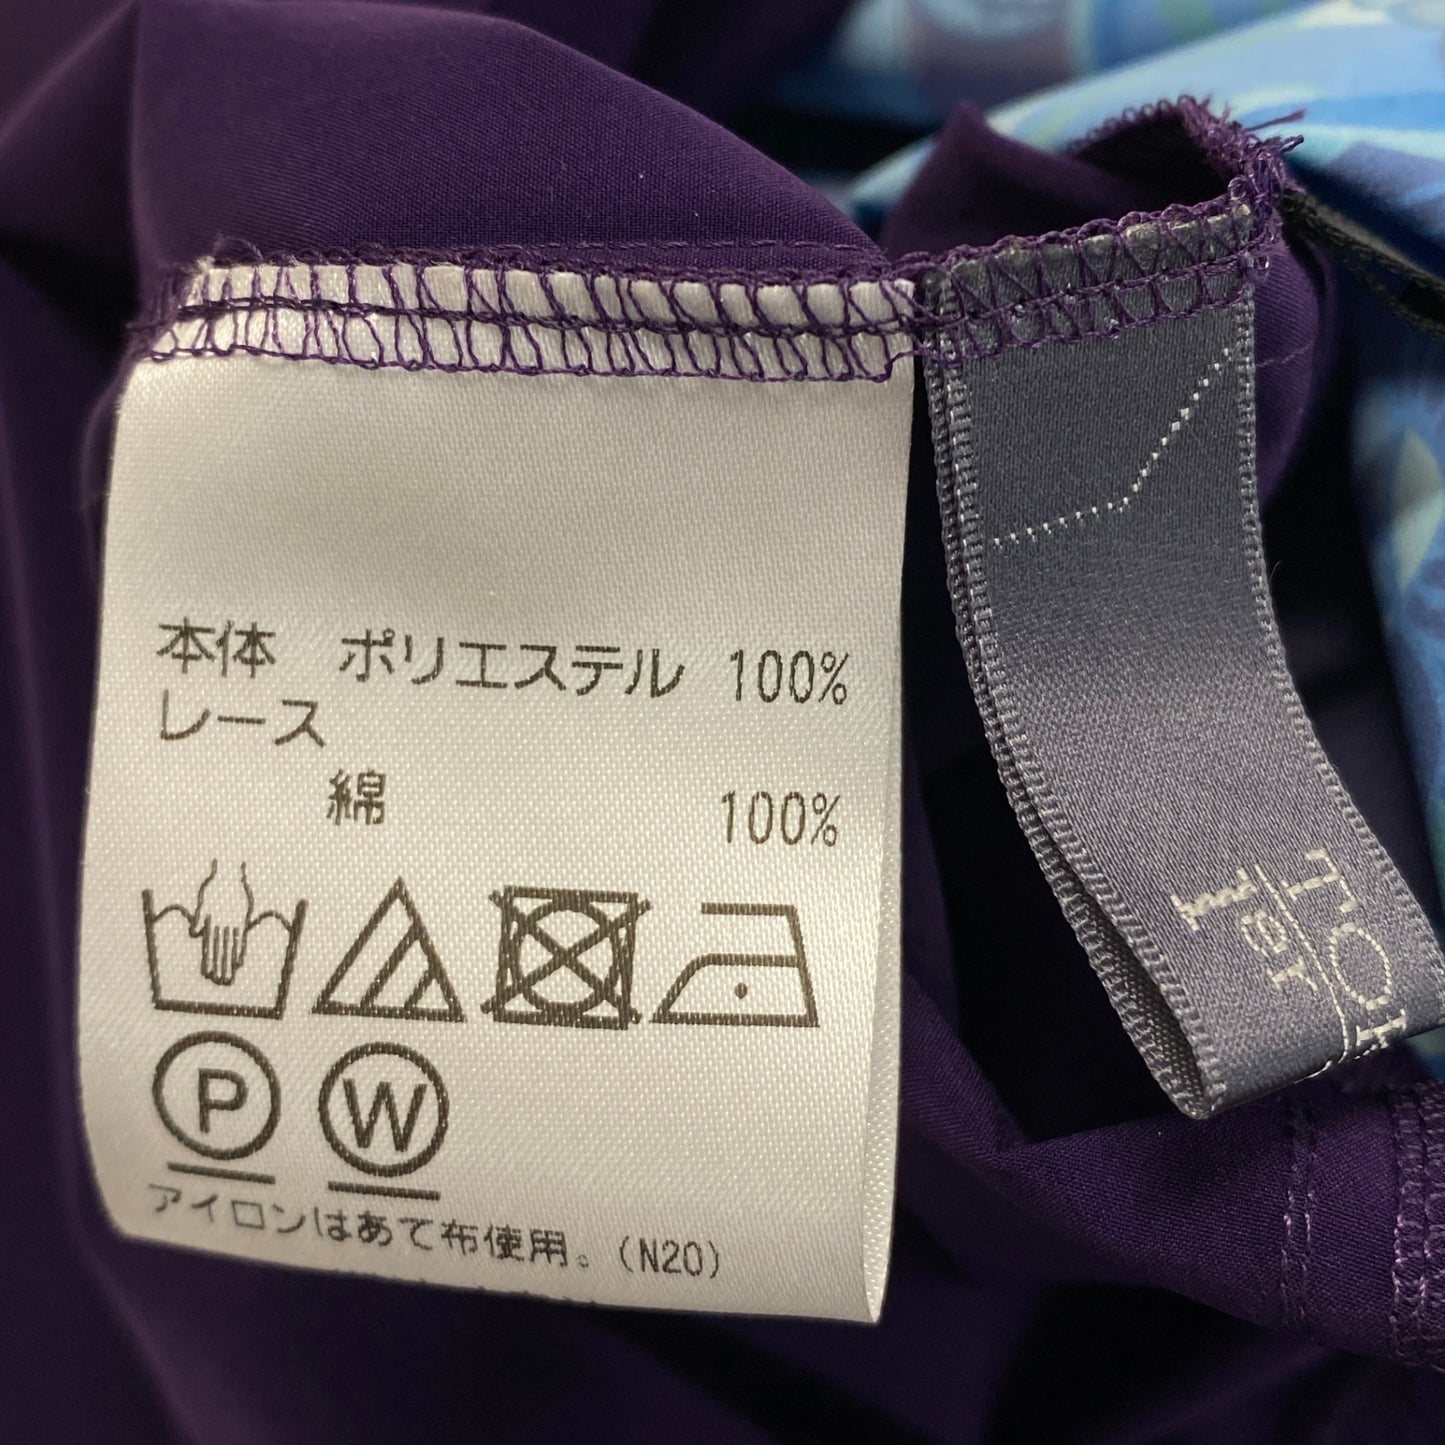 本体　ポリエステル 100%
レース
綿 100%
P W
アイロンはあて布使用。(N20)